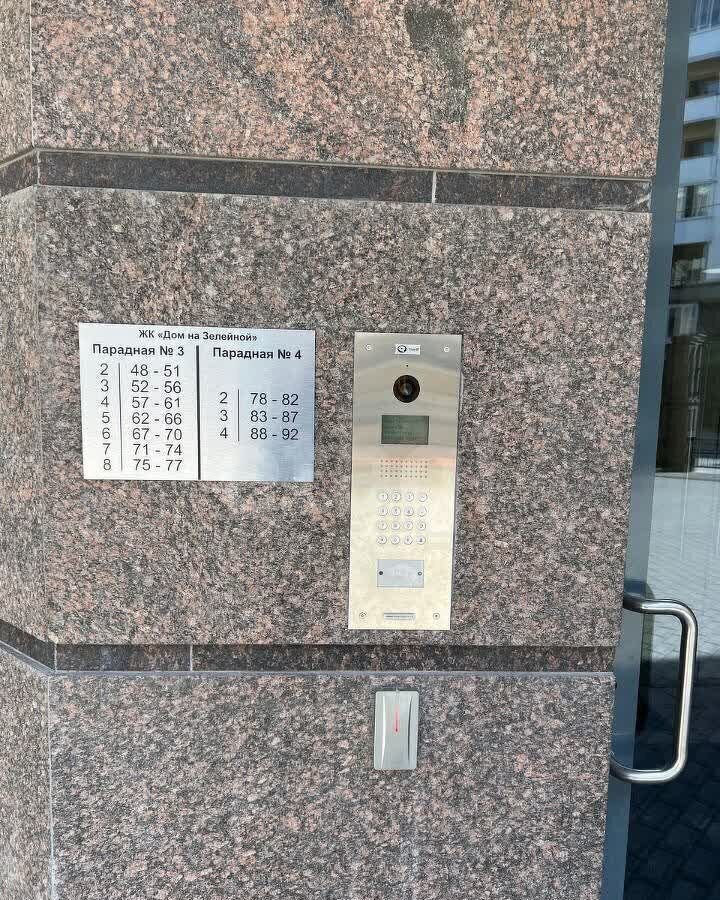 ЖК «Дом на Зелейной»
Парадная № 3
2 48 - 51
3 52 - 56
4 57 - 61
5 62 - 66
6 67 - 70
7 71 - 74
8 75 - 77
Парадная № 4
2 78 - 82
3 83 - 87
4 88 - 92